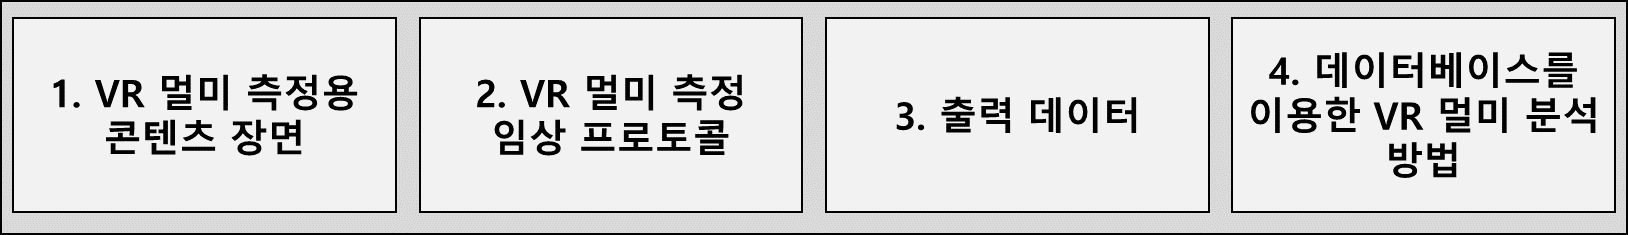 1. VR 멀미 측정용
콘텐츠 장면
2. VR 멀미 측정
임상 프로토콜
3. 출력 데이터
4. 데이터베이스를
이용한 VR 멀미 분석
방법